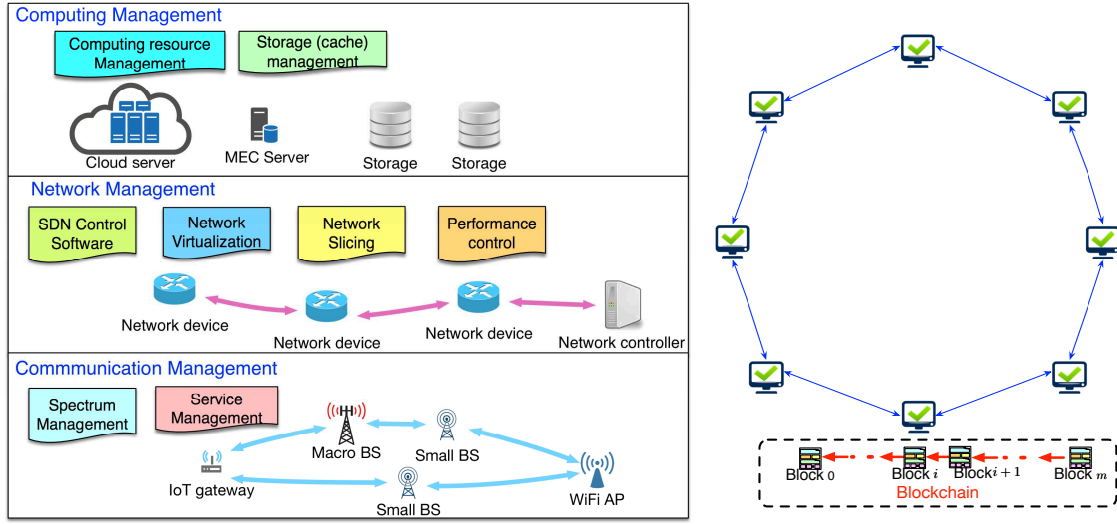 Computing Management
Computing resource
Management
Storage (cache)
management
Cloud server
MEC Server
Storage
Storage
Network Management
SDN Control
Software
Network
Virtualization
Network
Slicing
Performance
control
Network device
Network device
Network device
Network controller
Commmunication Management
Spectrum
Management
Service
Management
Macro BS
Small BS
IoT gateway
Small BS
WiFi AP
Block 0
Block i
Block i + 1
Block m
Blockchain